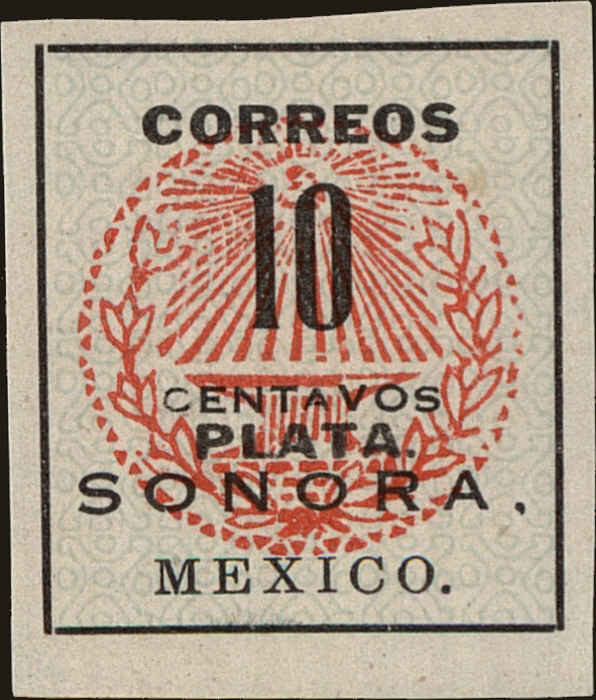 CORREOS
10
CENTAVOS
PLATA.
SONORA,
MEXICO.